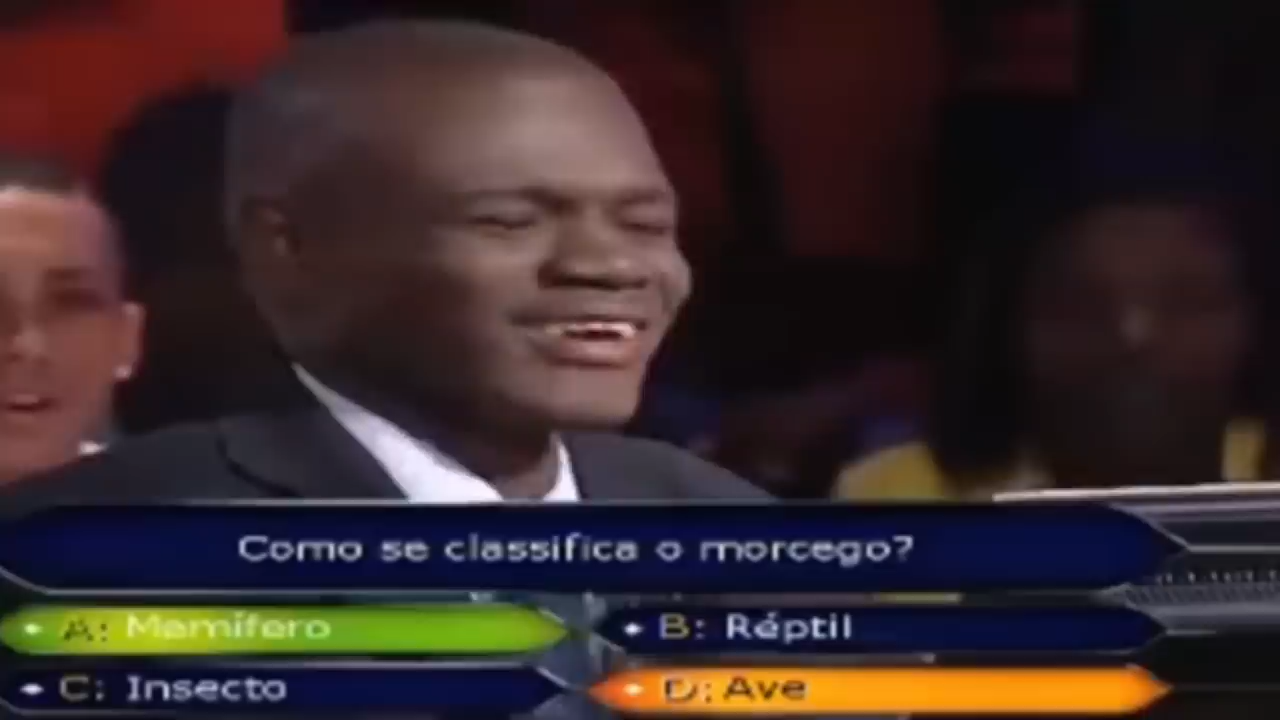 Como se classifica o morcego?
A: Mamífero
B: Réptil
C: Insecto
D: Ave